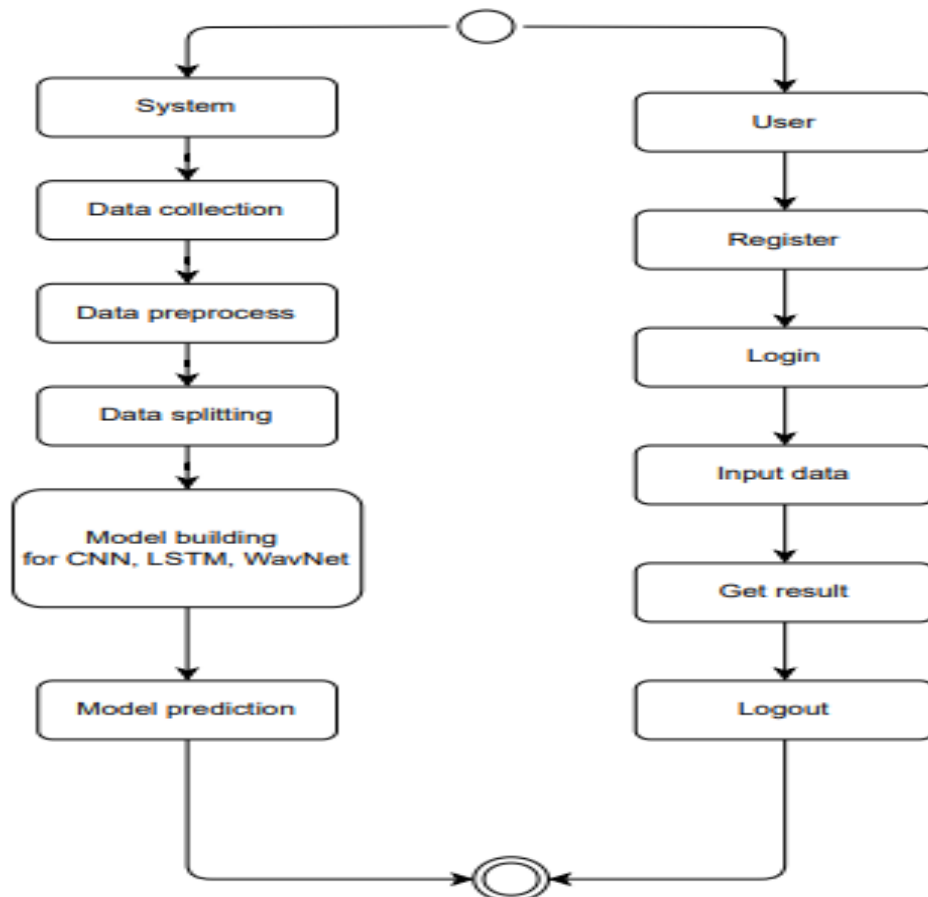 System
Data collection
Data preprocess
Data splitting
Model building
for CNN, LSTM, WavNet
Model prediction
User
Register
Login
Input data
Get result
Logout